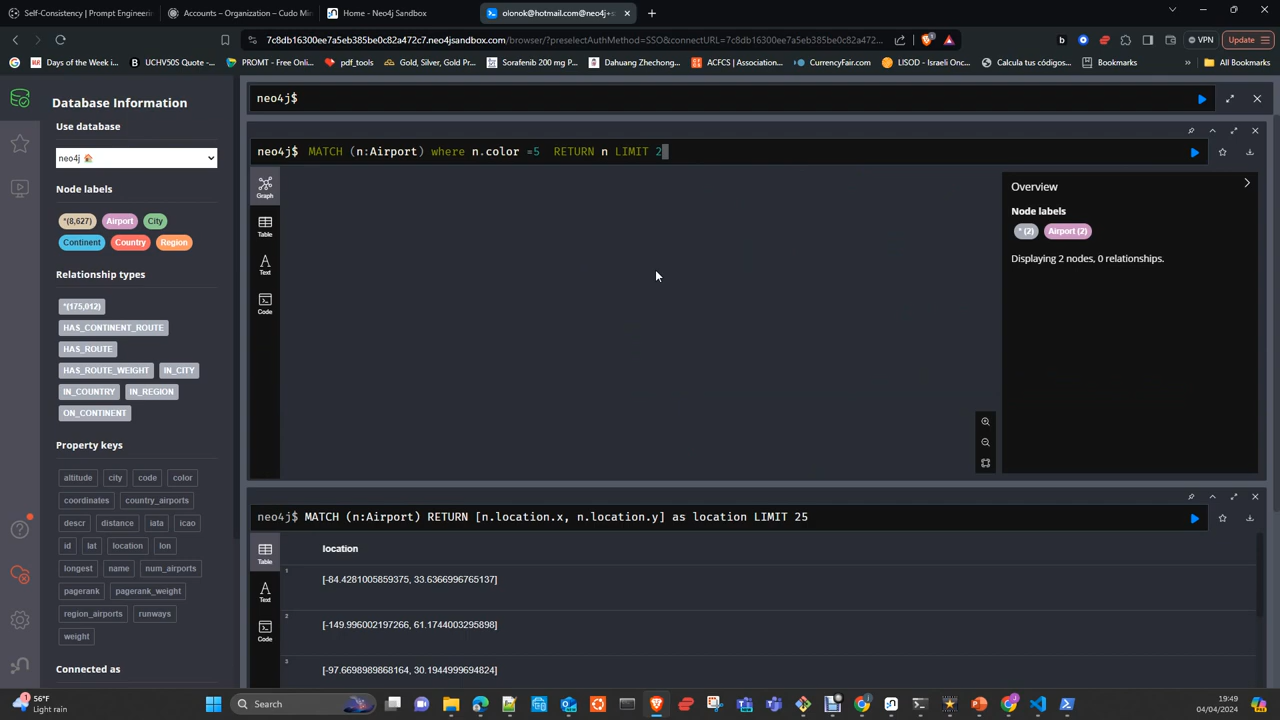 Self-Consistency | Prompt Engineerin
Accounts – Organization – Cudo Min
Home - Neo4j Sandbox
olonok@hotmail.com@neo4j+s
7c8db16300ee7a5eb385be5a8a472c7.neo4jsandbox.com/browser/?preselectAuthMethod=SSO&connectURL=7c8db16300ee7a5eb385be5a8a472c7...
VPN
Update
Days of the Week i...
UCHV50S Quote -...
PROMT - Free Onli...
pdf_tools
Gold, Silver, Gold Pr...
Sorafenib 200 mg P...
Dahuang Zhechong...
ACFCS | Association...
CurrencyFair.com
LISOD - Israeli Onco...
Calcula tus códigos...
Bookmarks
»
All Bookmarks
Database Information
Use database
neo4j
Node labels
*(8,627)
Airport
City
Continent
Country
Region
Relationship types
*(175,012)
HAS_CONTINENT_ROUTE
HAS_ROUTE
HAS_ROUTE_WEIGHT
IN_CITY
IN_COUNTRY
IN_REGION
ON_CONTINENT
Property keys
altitude
city
code
color
coordinates
country_airports
descr
distance
iata
icao
id
lat
location
lon
longest
name
num_airports
pagerank
pagerank_weight
region_airports
runways
weight
Connected as
neo4j$
neo4j$ MATCH (n:Airport) where n.color =5  RETURN n LIMIT 2
Graph
Table
Text
Code
Overview
Node labels
* (2)
Airport (2)
Displaying 2 nodes, 0 relationships.
neo4j$ MATCH (n:Airport) RETURN [n.location.x, n.location.y] as location LIMIT 25
Table
Text
Code
location
1
[-84.4281005859375, 33.6366996765137]
2
[-149.996002197266, 61.1744003295898]
3
[-97.6698989868164, 30.1944999694824]
56°F
Light rain
Search
19:49
04/04/2024